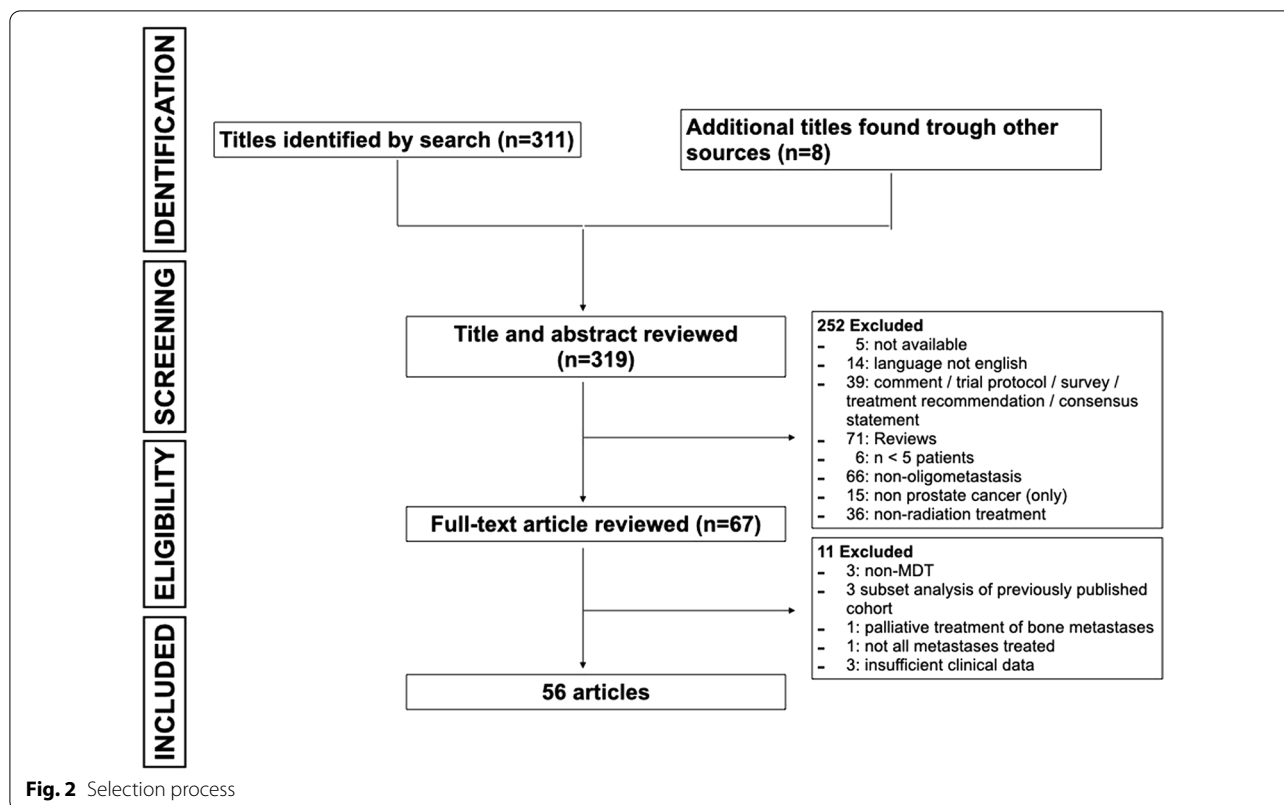 IDENTIFICATION
Titles identified by search (n=311)
Additional titles found trough other
sources (n=8)
SCREENING
Title and abstract reviewed
(n=319)
252 Excluded
- 5: not available
- 14: language not english
- 39: comment / trial protocol / survey /
treatment recommendation / consensus
statement
- 71: Reviews
- 6: n < 5 patients
- 66: non-oligometastasis
- 15: non prostate cancer (only)
- 36: non-radiation treatment
ELIGIBILITY
Full-text article reviewed (n=67)
11 Excluded
- 3: non-MDT
- 3 subset analysis of previously published
cohort
- 1: palliative treatment of bone metastases
- 1: not all metastases treated
- 3: insufficient clinical data
INCLUDED
56 articles
Fig. 2 Selection process